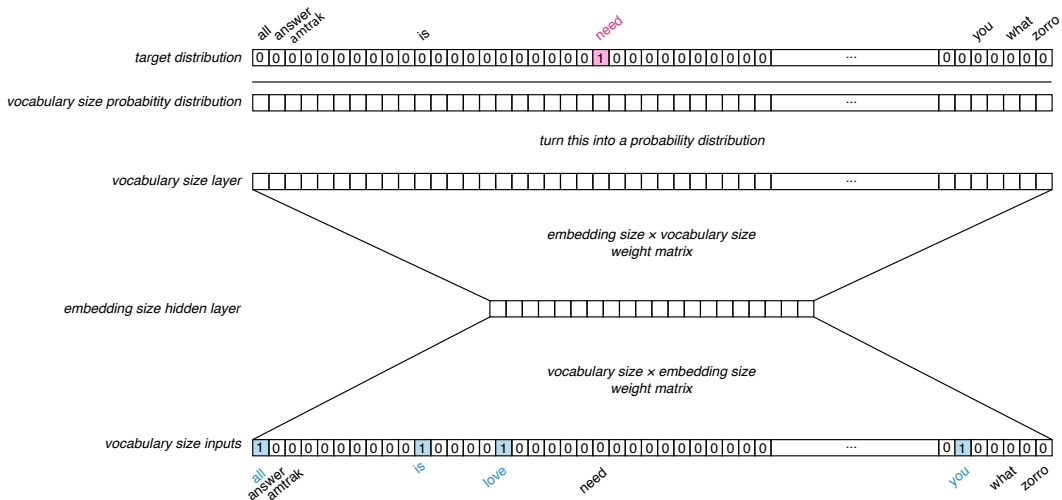 all answer amtrak is need you what zorro
target distribution 0 0 0 0 0 0 0 0 0 0 0 0 0 0 0 0 0 0 0 0 0 1 0 0 0 0 0 0 0 0 0 0 ... 0 0 0 0 0 0 0
vocabulary size probabitity distribution ...
turn this into a probability distribution
vocabulary size layer ...
embedding size × vocabulary size
weight matrix
embedding size hidden layer
vocabulary size × embedding size
weight matrix
vocabulary size inputs 1 0 0 0 0 0 0 0 0 0 1 0 0 0 0 1 0 0 0 0 0 0 0 0 0 0 0 0 0 0 0 0 ... 0 1 0 0 0 0 0
all answer amtrak is love need you what zorro